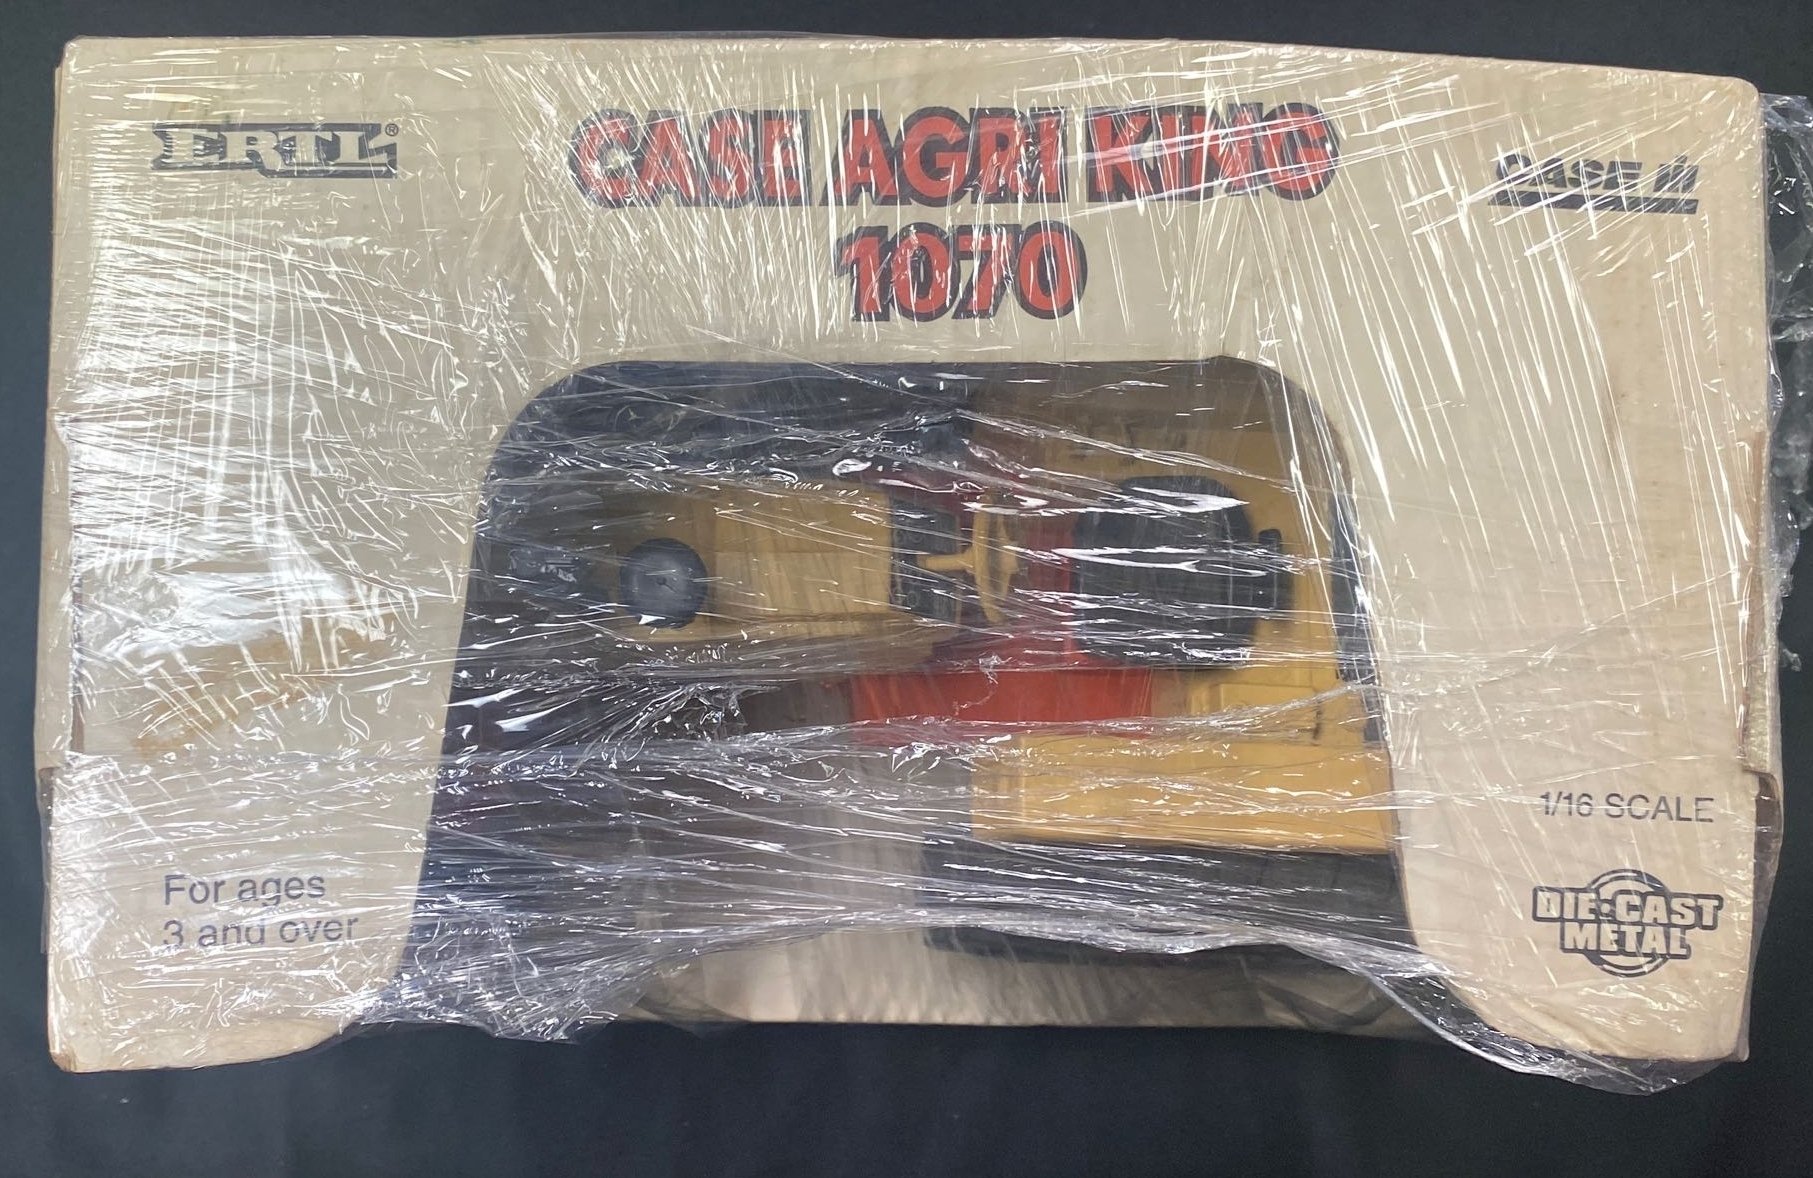 ERTL®
CASE AGRI KING
1070
CASE IH
For ages
3 and over
1/16 SCALE
DIE-CAST
METAL